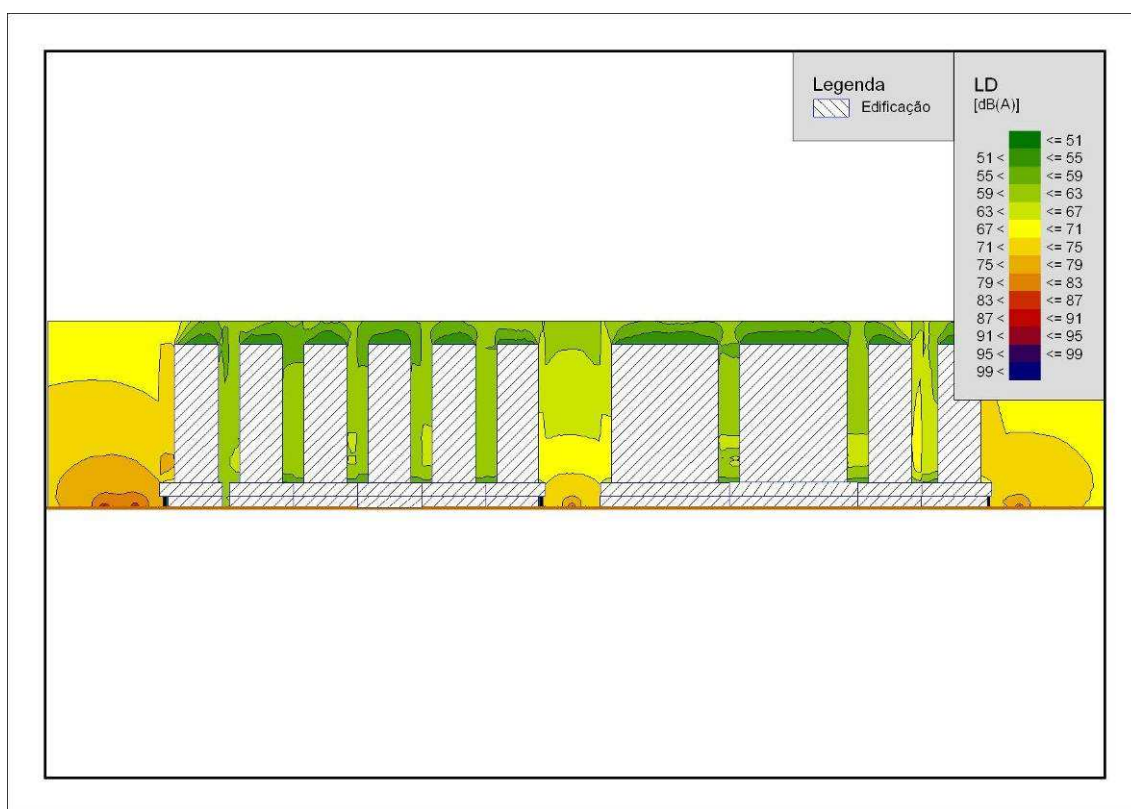 Legenda
Edificação
LD
[dB(A)]
<= 51
51 < <= 55
55 < <= 59
59 < <= 63
63 < <= 67
67 < <= 71
71 < <= 75
75 < <= 79
79 < <= 83
83 < <= 87
87 < <= 91
91 < <= 95
95 < <= 99
99 <